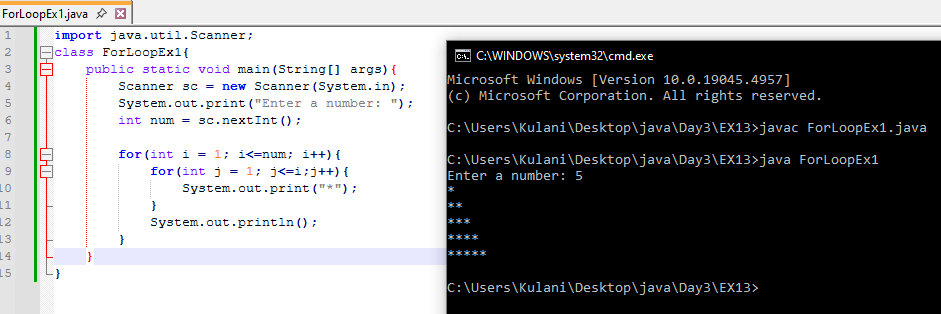 ForLoopEx1.java
1 import java.util.Scanner;
2 class ForLoopEx1{
3 public static void main(String[] args){
4 Scanner sc = new Scanner(System.in);
5 System.out.print("Enter a number: ");
6 int num = sc.nextInt();
7
8 for(int i = 1; i<=num; i++){
9 for(int j = 1; j<=i;j++){
10 System.out.print("*");
11 }
12 System.out.println();
13 }
14 }
15 }
C:\WINDOWS\system32\cmd.exe
Microsoft Windows [Version 10.0.19045.4957]
(c) Microsoft Corporation. All rights reserved.
C:\Users\Kulani\Desktop\java\Day3\EX13>javac ForLoopEx1.java
C:\Users\Kulani\Desktop\java\Day3\EX13>java ForLoopEx1
Enter a number: 5
*
**
***
****
*****
C:\Users\Kulani\Desktop\java\Day3\EX13>